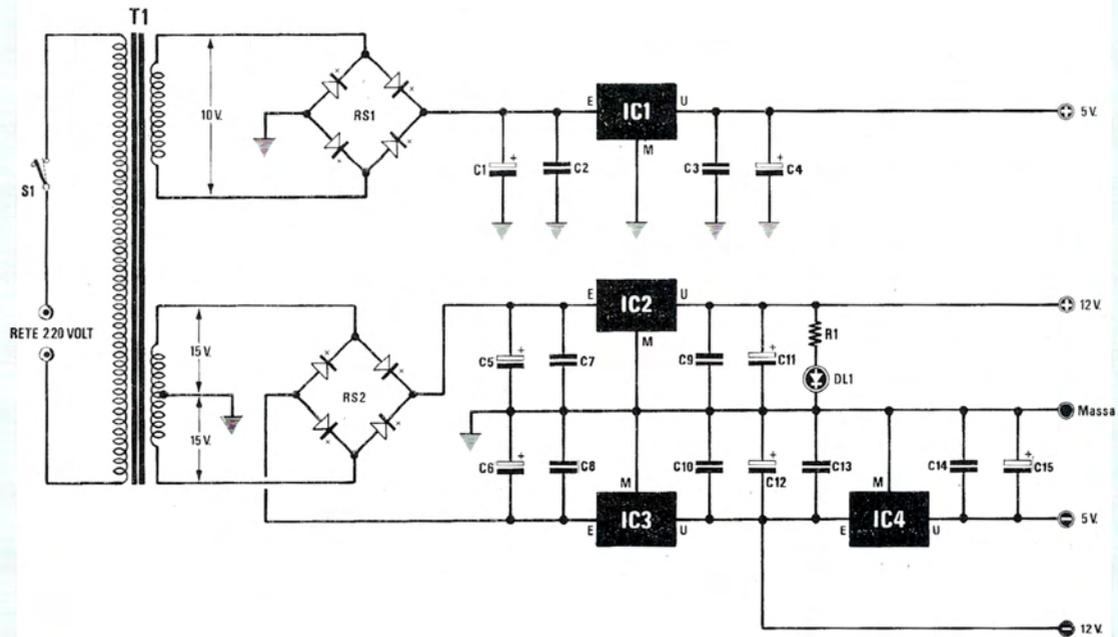 T1
S1
RETE 220 VOLT
10 V.
RS1
C1
+
C2
E
IC1
U
M
C3
+
C4
+ 5 V.
15 V.
15 V.
RS2
C5
+
C7
E
IC2
U
M
C9
+
C11
R1
DL1
+ 12 V.
Massa
C6
+
C8
M
E
IC3
U
C10
+
C12
C13
M
E
IC4
U
C14
+
C15
- 5 V.
- 12 V.